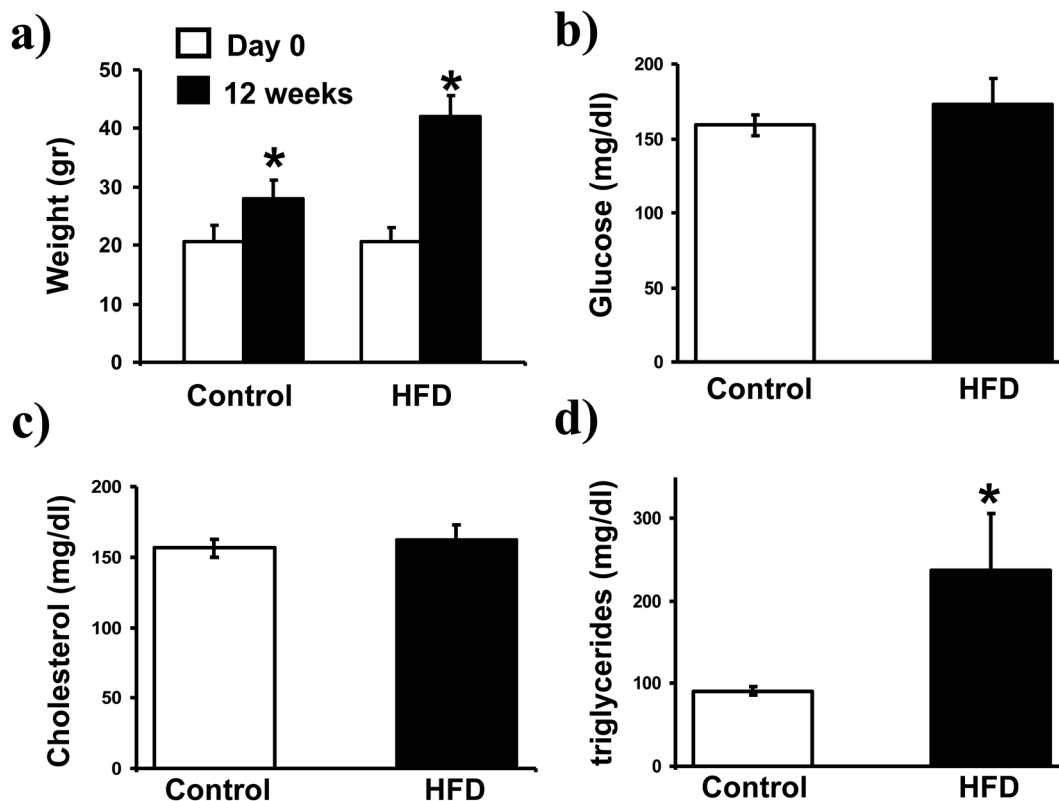 a)
Day 0
12 weeks
Weight (gr)
50
40
30
20
10
0
*
*
Control
HFD
b)
Glucose (mg/dl)
200
150
100
50
0
Control
HFD
c)
Cholesterol (mg/dl)
200
150
100
50
0
Control
HFD
d)
triglycerides (mg/dl)
300
200
100
0
*
Control
HFD